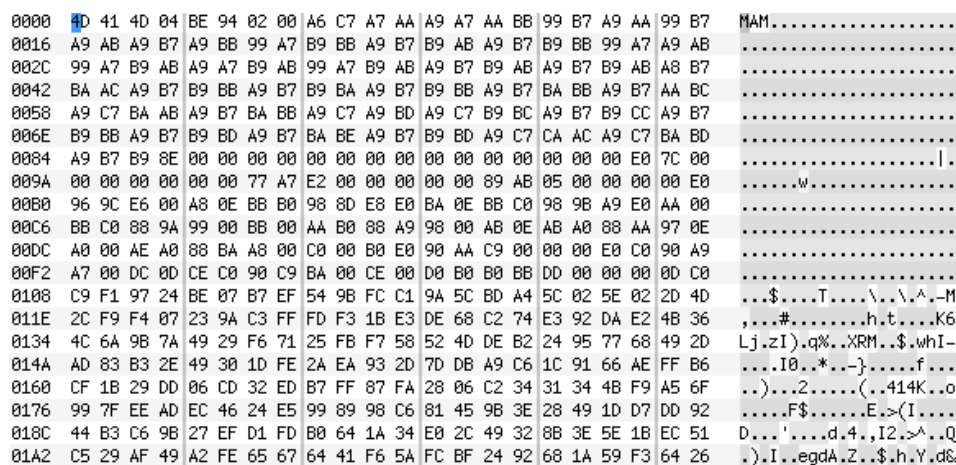 0000 4D 41 4D 04 BE 94 02 00 A6 C7 A7 AA A9 A7 AA BB 99 B7 A9 AA 99 B7 MAM...................
0016 A9 AB A9 B7 A9 BB 99 A7 B9 BB A9 B7 B9 AB A9 B7 B9 BB 99 A7 A9 AB ......................
002C 99 A7 B9 AB A9 A7 B9 AB 99 A7 B9 AB A9 B7 B9 AB A9 B7 B9 AB A8 B7 ......................
0042 BA AC A9 B7 B9 BB A9 B7 B9 BA A9 B7 B9 BB A9 B7 BA BB A9 B7 AA BC ......................
0058 A9 C7 BA AB A9 B7 BA BB A9 C7 A9 BD A9 C7 B9 BC A9 B7 B9 CC A9 B7 ......................
006E B9 BB A9 B7 B9 BD A9 B7 BA BE A9 B7 B9 BD A9 C7 CA AC A9 C7 BA BD ......................
0084 A9 B7 B9 8E 00 00 00 00 00 00 00 00 00 00 00 00 00 00 00 E0 7C 00 ....................|.
009A 00 00 00 00 00 00 77 A7 E2 00 00 00 00 00 89 AB 05 00 00 00 00 E0 ......w...............
00B0 96 9C E6 00 A8 0E BB B0 98 8D E8 E0 BA 0E BB C0 98 9B A9 E0 AA 00 ......................
00C6 BB C0 88 9A 99 00 BB 00 AA B0 88 A9 98 00 AB 0E AB A0 88 AA 97 0E ......................
00DC A0 00 AE A0 88 BA A8 00 C0 00 B0 E0 90 AA C9 00 00 00 E0 C0 90 A9 ......................
00F2 A7 00 DC 0D CE C0 90 C9 BA 00 CE 00 D0 B0 B0 BB DD 00 00 00 0D C0 ......................
0108 C9 F1 97 24 BE 07 B7 EF 54 9B FC C1 9A 5C BD A4 5C 02 5E 02 2D 4D ...$....T....\..\.^.-M
011E 2C F9 F4 07 23 9A C3 FF FD F3 1B E3 DE 68 C2 74 E3 92 DA E2 4B 36 ,...#........h.t....K6
0134 4C 6A 9B 7A 49 29 F6 71 25 FB F7 58 52 4D DE B2 24 95 77 68 49 2D Lj.zI).q%..XRM..$.whI-
014A AD 83 B3 2E 49 30 1D FE 2A EA 93 2D 7D DB A9 C6 1C 91 66 AE FF B6 ....I0..*..-}.....f...
0160 CF 1B 29 DD 06 CD 32 ED B7 FF 87 FA 28 06 C2 34 31 34 4B F9 A5 6F ..)...2.....(..414K..o
0176 99 7F EE AD EC 46 24 E5 99 89 98 C6 81 45 9B 3E 28 49 1D D7 DD 92 .....F$......E.>(I....
018C 44 B3 C6 9B 27 EF D1 FD B0 64 1A 34 E0 2C 49 32 8B 3E 5E 1B EC 51 D...'....d.4.,I2.>^..Q
01A2 C5 29 AF 49 A2 FE 65 67 64 41 F6 5A FC BF 24 92 68 1A 59 F3 64 26 .).I..egdA.Z..$.h.Y.d&